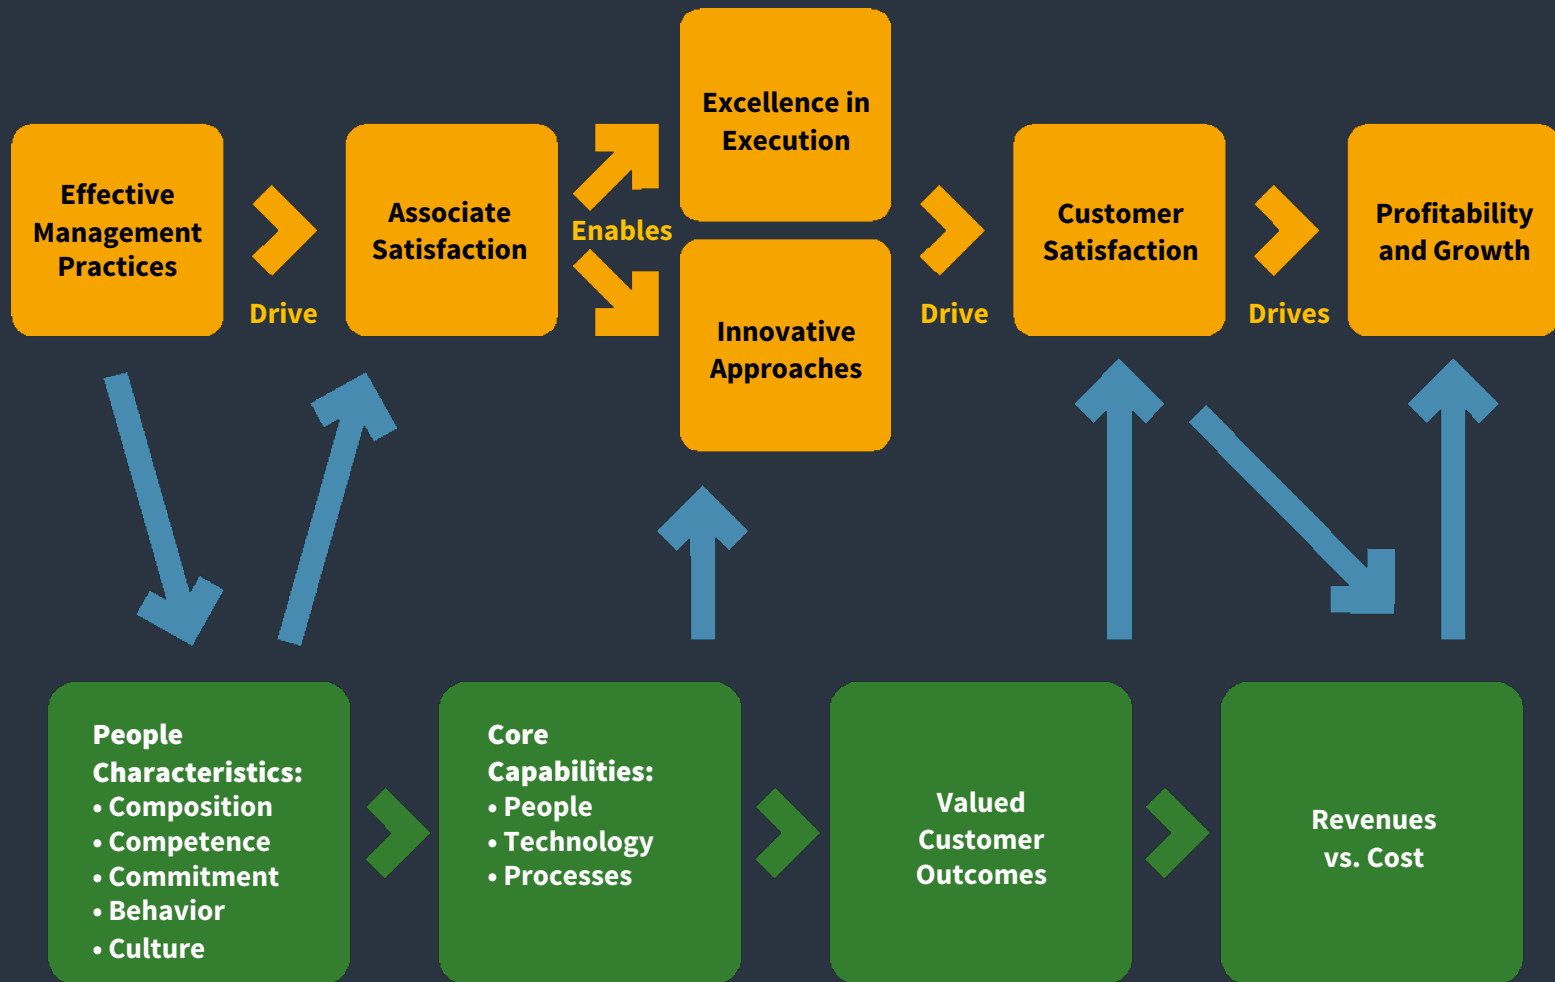 Effective
Management
Practices
Drive
Associate
Satisfaction
Enables
Excellence in
Execution
Innovative
Approaches
Drive
Customer
Satisfaction
Drives
Profitability
and Growth
People
Characteristics:
• Composition
• Competence
• Commitment
• Behavior
• Culture
Core
Capabilities:
• People
• Technology
• Processes
Valued
Customer
Outcomes
Revenues
vs. Cost